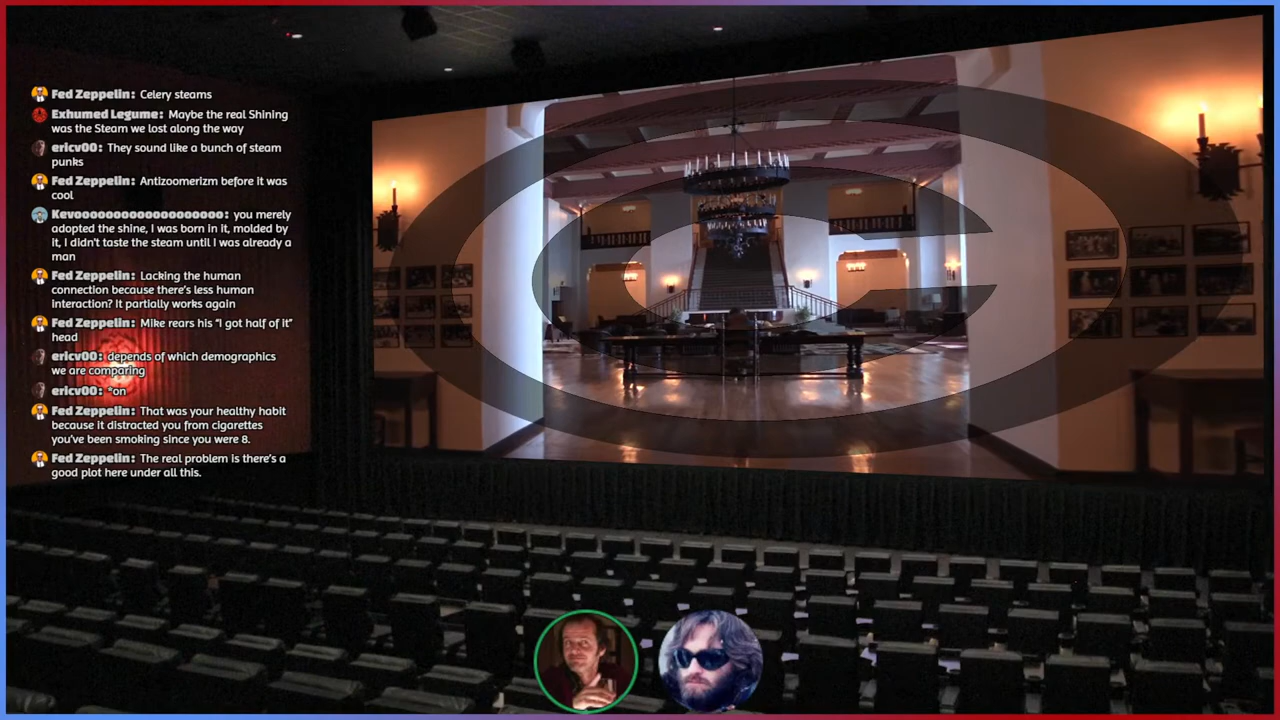 Fed Zeppelin: Celery steams
Exhumed Legume: Maybe the real Shining
was the Steam we lost along the way
ericv00: They sound like a bunch of steam
punks
Fed Zeppelin: Antizoomerizm before it was
cool
Kevooooooooooooooooooo: you merely
adopted the shine, I was born in it, molded by
it, I didn't taste the steam until I was already a
man
Fed Zeppelin: Lacking the human
connection because there's less human
interaction? It partially works again
Fed Zeppelin: Mike rears his "I got half of it"
head
ericv00: depends of which demographics
we are comparing
ericv00: *on
Fed Zeppelin: That was your healthy habit
because it distracted you from cigarettes
you've been smoking since you were 8.
Fed Zeppelin: The real problem is there's a
good plot here under all this.